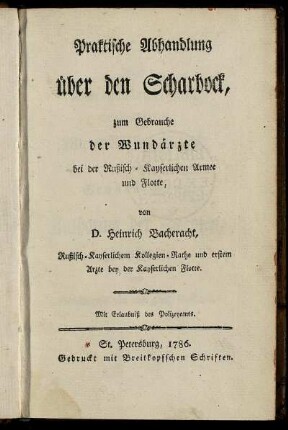 Praktische Abhandlung
über den Scharbock,
zum Gebrauche
der Wundärzte
bei der Rußisch-Kayserlichen Armee
und Flotte,
von
D. Heinrich Bacheracht,
Rußisch-Kayserlichem Kollegien-Rathe und erstem
Arzte bey der Kayserlichen Flotte.
Mit Erlaubniß des Polizeyamts.
St. Petersburg, 1786.
Gedruckt mit Breitkopfschen Schriften.